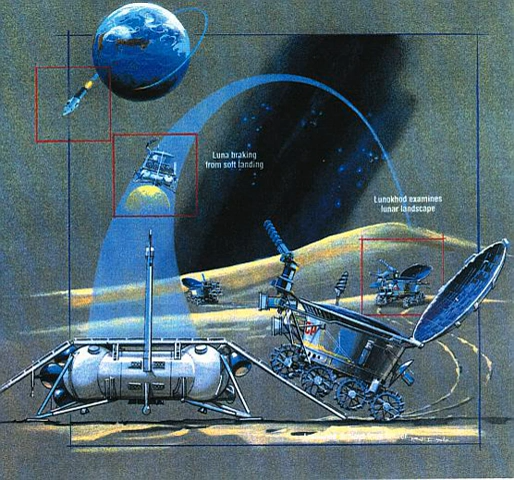 Luna braking
from soft landing
Lunokhod examines
lunar landscape